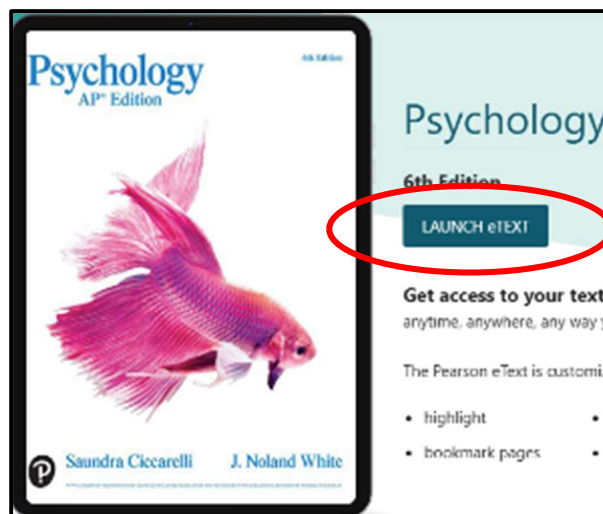 Psychology
AP® Edition
6th Edition
Saundra Ciccarelli J. Noland White
P
Psychology
6th Edition
LAUNCH eTEXT
Get access to your text
anytime, anywhere, any way
The Pearson eText is customi
• highlight
• bookmark pages